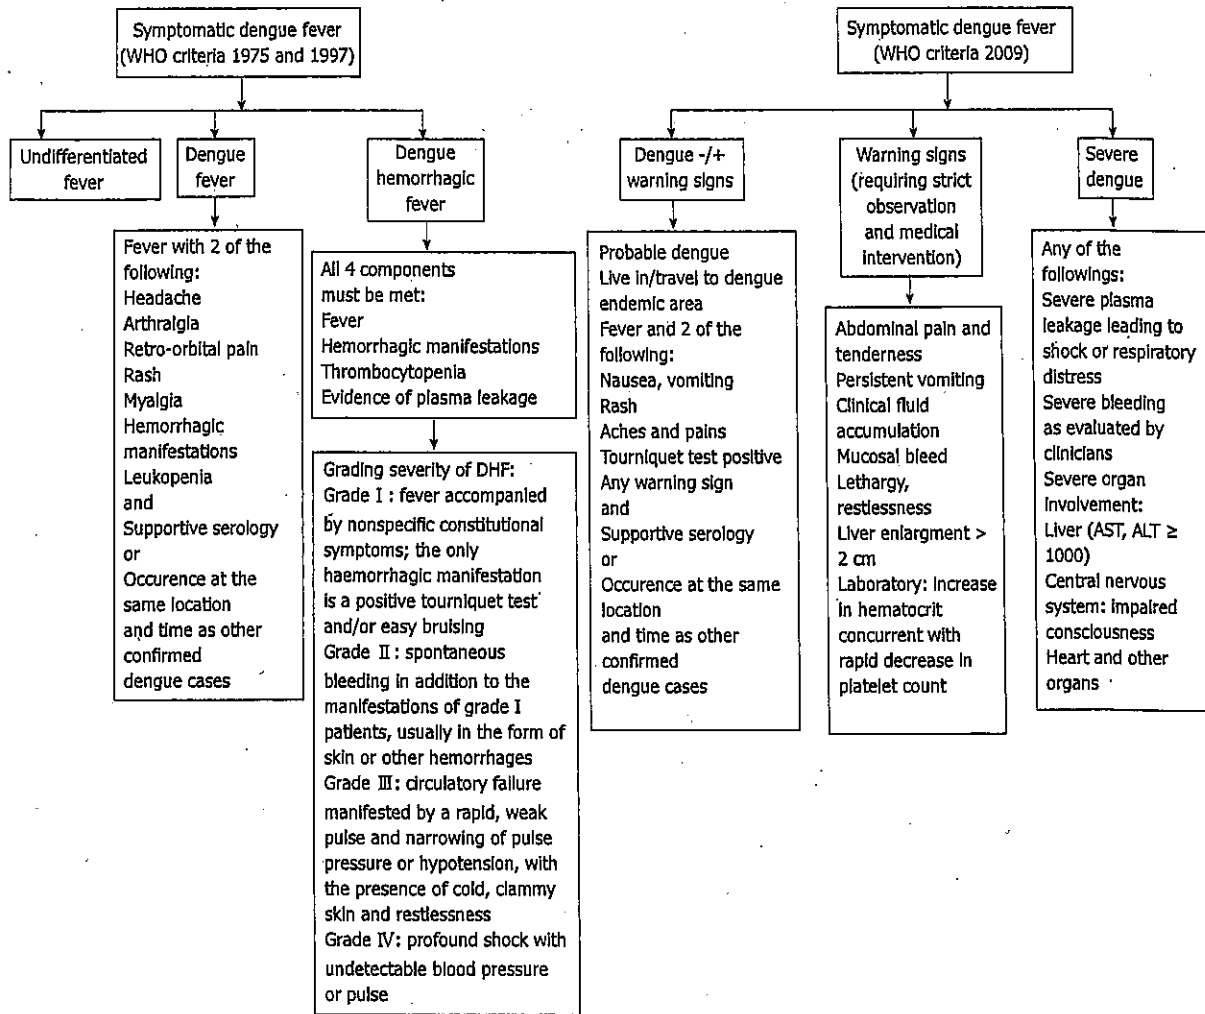 Symptomatic dengue fever
(WHO criteria 1975 and 1997)
Undifferentiated
fever
Dengue
fever
Dengue
hemorrhagic
fever
Fever with 2 of the
following:
Headache
Arthralgia
Retro-orbital pain
Rash
Myalgia
Hemorrhagic
manifestations
Leukopenia
and
Supportive serology
or
Occurence at the
same location
and time as other
confirmed
dengue cases
All 4 components
must be met:
Fever
Hemorrhagic manifestations
Thrombocytopenia
Evidence of plasma leakage
Grading severity of DHF:
Grade I : fever accompanied
by nonspecific constitutional
symptoms; the only
haemorrhagic manifestation
is a positive tourniquet test
and/or easy bruising
Grade II : spontaneous
bleeding in addition to the
manifestations of grade I
patients, usually in the form of
skin or other hemorrhages
Grade III: circulatory failure
manifested by a rapid, weak
pulse and narrowing of pulse
pressure or hypotension, with
the presence of cold, clammy
skin and restlessness
Grade IV: profound shock with
undetectable blood pressure
or pulse
Symptomatic dengue fever
(WHO criteria 2009)
Dengue -/+
warning signs
Warning signs
(requiring strict
observation
and medical
intervention)
Severe
dengue
Probable dengue
Live in/travel to dengue
endemic area
Fever and 2 of the
following:
Nausea, vomiting
Rash
Aches and pains
Tourniquet test positive
Any warning sign
and
Supportive serology
or
Occurence at the same
location
and time as other
confirmed
dengue cases
Abdominal pain and
tenderness
Persistent vomiting
Clinical fluid
accumulation
Mucosal bleed
Lethargy,
restlessness
Liver enlargment >
2 cm
Laboratory: increase
in hematocrit
concurrent with
rapid decrease in
platelet count
Any of the
followings:
Severe plasma
leakage leading to
shock or respiratory
distress
Severe bleeding
as evaluated by
clinicians
Severe organ
involvement:
Liver (AST, ALT ≥
1000)
Central nervous
system: impaired
consciousness
Heart and other
organs